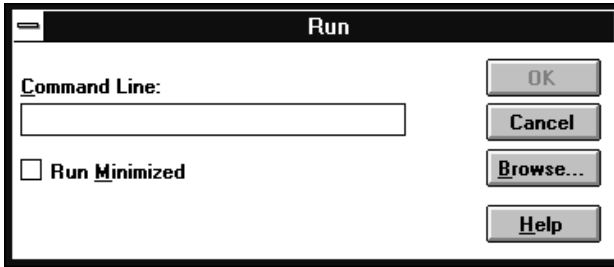 Run
Command Line:
OK
Cancel
Run Minimized
Browse...
Help